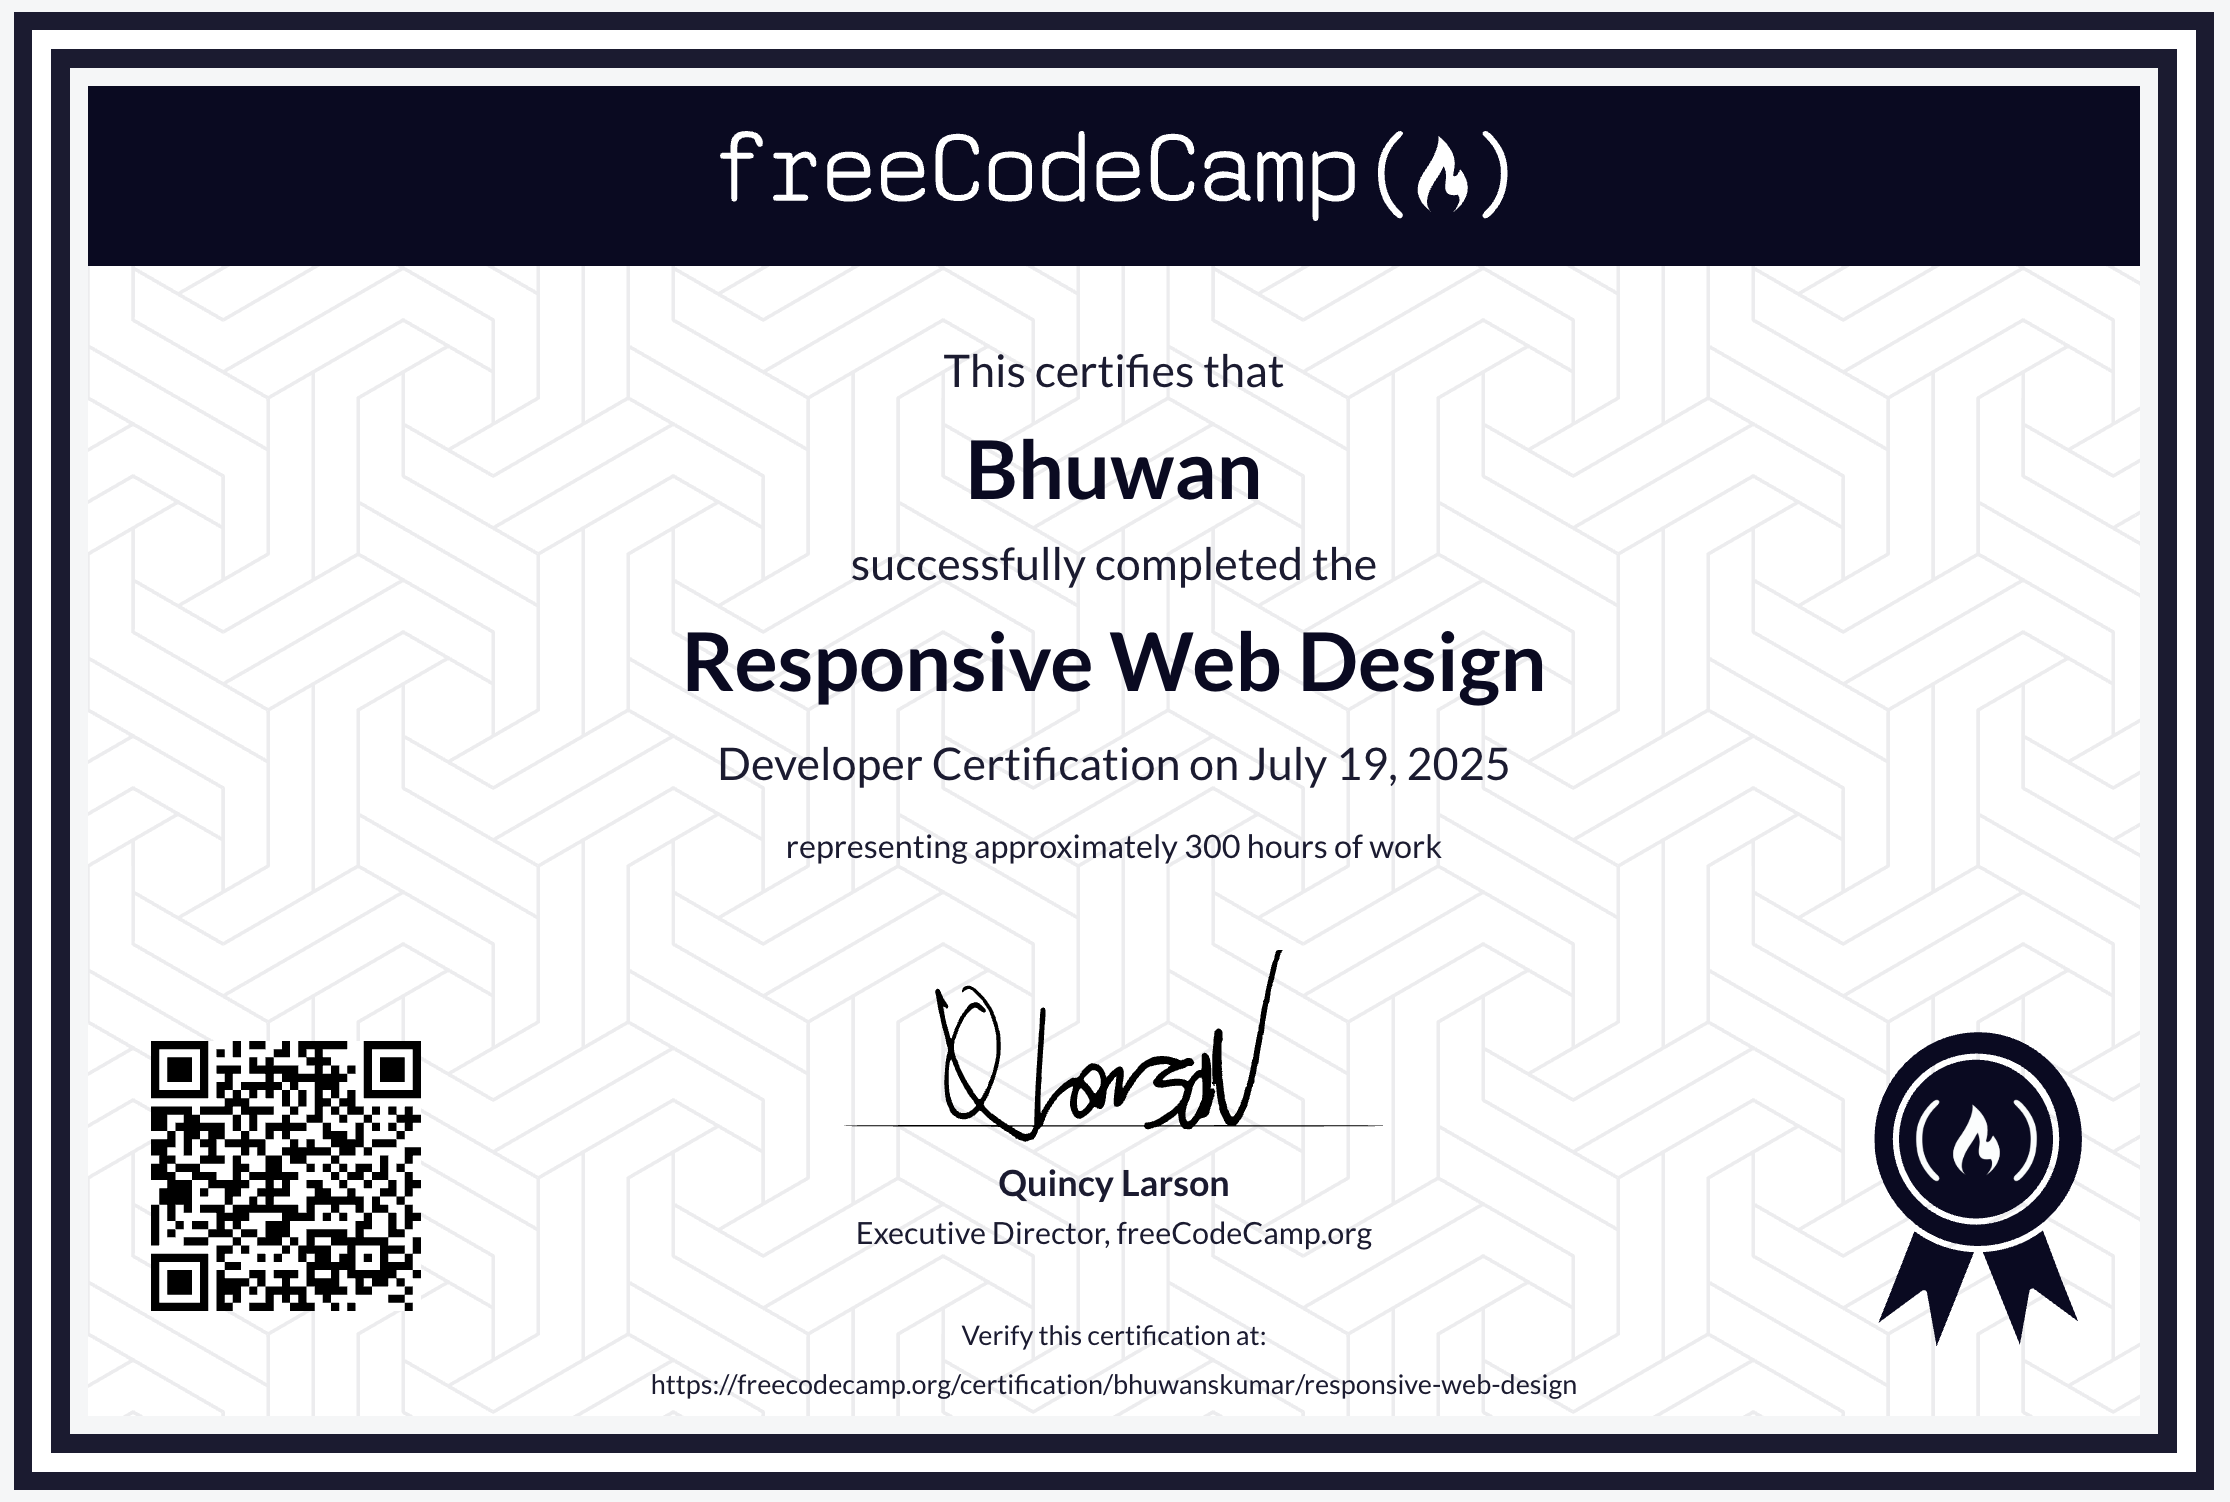 freeCodeCamp
This certifies that
Bhuwan
successfully completed the
Responsive Web Design
Developer Certification on July 19, 2025
representing approximately 300 hours of work
QLarson
Quincy Larson
Executive Director, freeCodeCamp.org
Verify this certification at:
https://freecodecamp.org/certification/bhuwanskumar/responsive-web-design